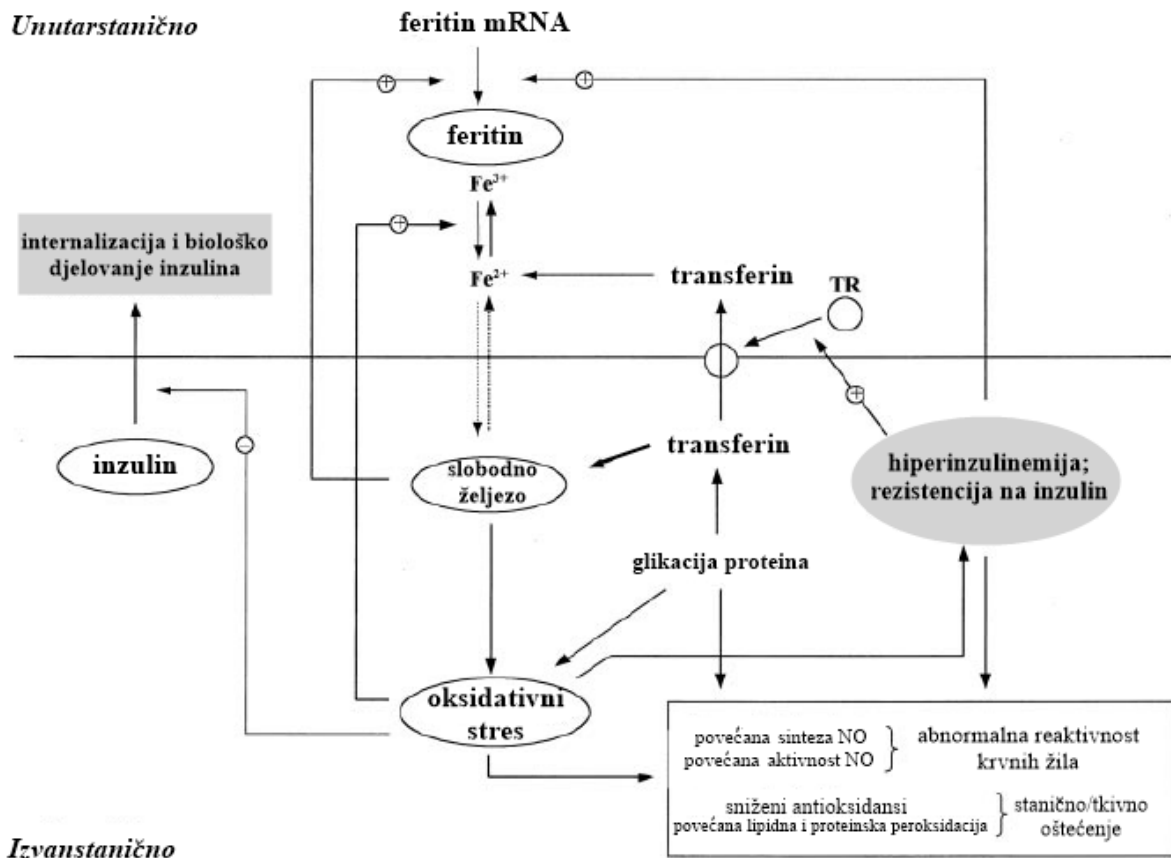 Unutarstanično
feritin mRNA
+
+
feritin
Fe³⁺
+
internalizacija i biološko
djelovanje inzulina
Fe²⁺
transferin
TR
+
inzulin
−
slobodno
željezo
transferin
hiperinzulinemija;
rezistencija na inzulin
glikacija proteina
oksidativni
stres
povećana sinteza NO
povećana aktivnost NO
abnormalna reaktivnost
krvnih žila
sniženi antioksidansi
povećana lipidna i proteinska peroksidacija
stanično/tkivno
oštećenje
Izvanstanično